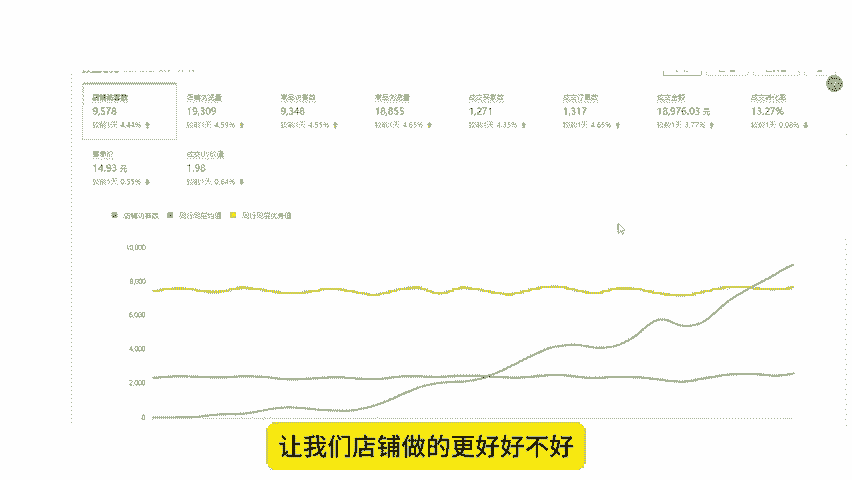 店铺访客数 店铺浏览量 商品访客数 商品浏览量 成交买家数 成交订单数 成交金额 成交转化率
9,578 19,309 9,348 18,855 1,271 1,317 18,976.03 元 13.27%
较前1天 4.44% 较前1天 4.59% 较前1天 4.55% 较前1天 4.65% 较前1天 4.35% 较前1天 4.65% 较前1天 3.77% 较前1天 0.08%
客单价
14.93 元 1.98
较前1天 0.55% 较前1天 0.64%
店铺访客数 同行同层均值 同行同层优秀值
10,000
8,000
6,000
4,000
2,000
0
让我们店铺做的更好好不好